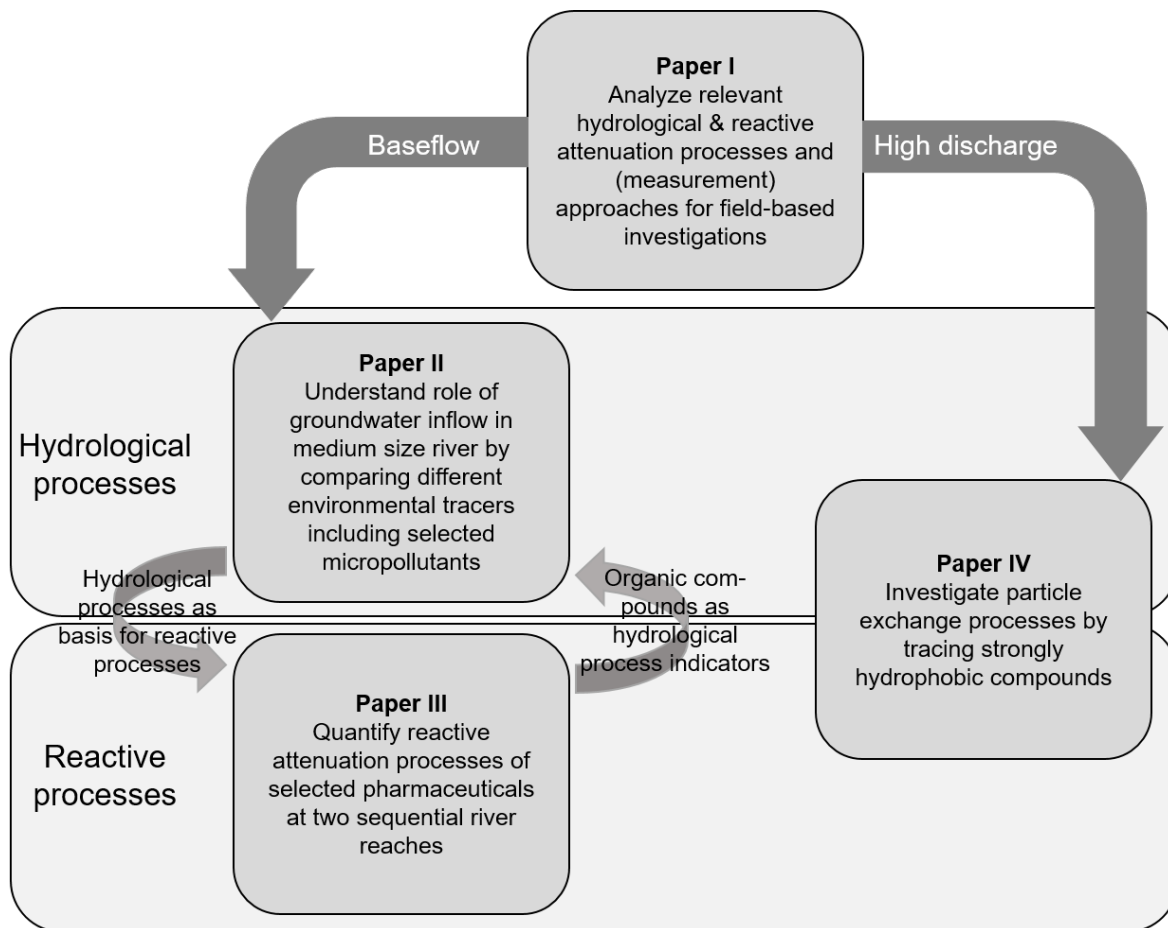 Paper I
Analyze relevant
hydrological & reactive
attenuation processes and
(measurement)
approaches for field-based
investigations
Baseflow
High discharge
Hydrological
processes
Paper II
Understand role of
groundwater inflow in
medium size river by
comparing different
environmental tracers
including selected
micropollutants
Hydrological
processes as
basis for reactive
processes
Organic com-
pounds as
hydrological
process indicators
Paper IV
Investigate particle
exchange processes by
tracing strongly
hydrophobic compounds
Reactive
processes
Paper III
Quantify reactive
attenuation processes of
selected pharmaceuticals
at two sequential river
reaches